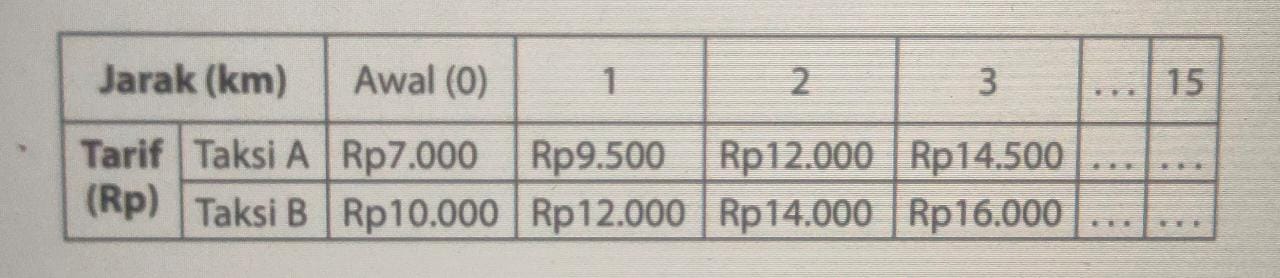 Jarak (km) Awal (0) 1 2 3 ... 15
Tarif (Rp) Taksi A Rp7.000 Rp9.500 Rp12.000 Rp14.500 ... ...
Taksi B Rp10.000 Rp12.000 Rp14.000 Rp16.000 ... ...